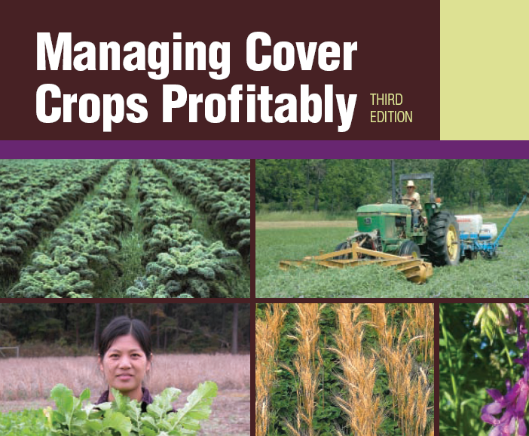 Managing Cover
Crops Profitably
THIRD
EDITION